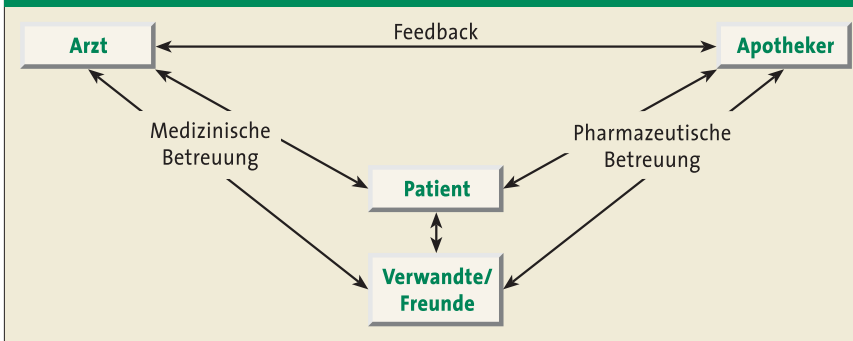 Feedback
Arzt
Apotheker
Medizinische
Betreuung
Pharmazeutische
Betreuung
Patient
Verwandte/
Freunde